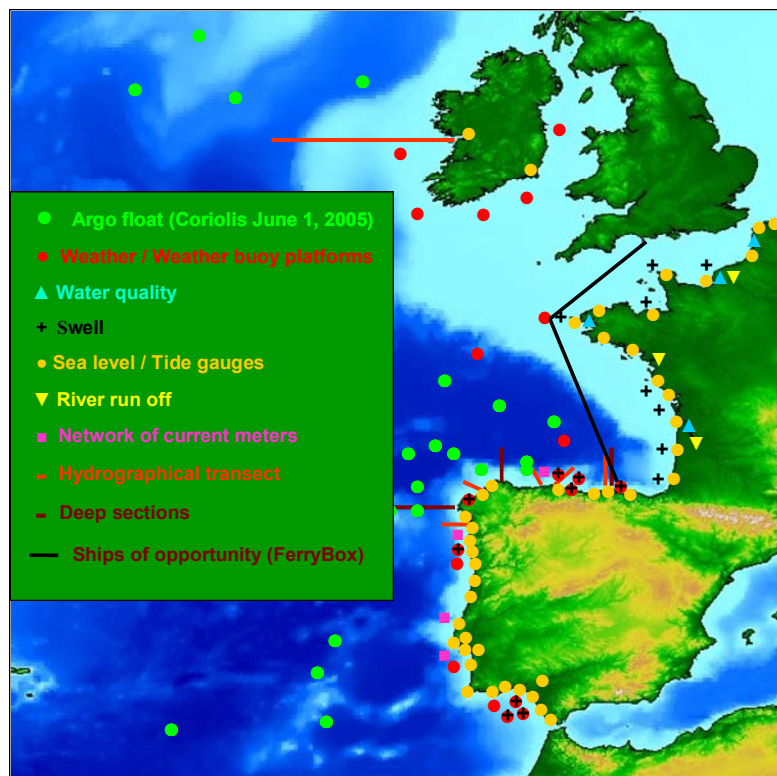 Argo float (Coriolis June 1, 2005)
Weather / Weather buoy platforms
Water quality
Swell
Sea level / Tide gauges
River run off
Network of current meters
Hydrographical transect
Deep sections
Ships of opportunity (FerryBox)